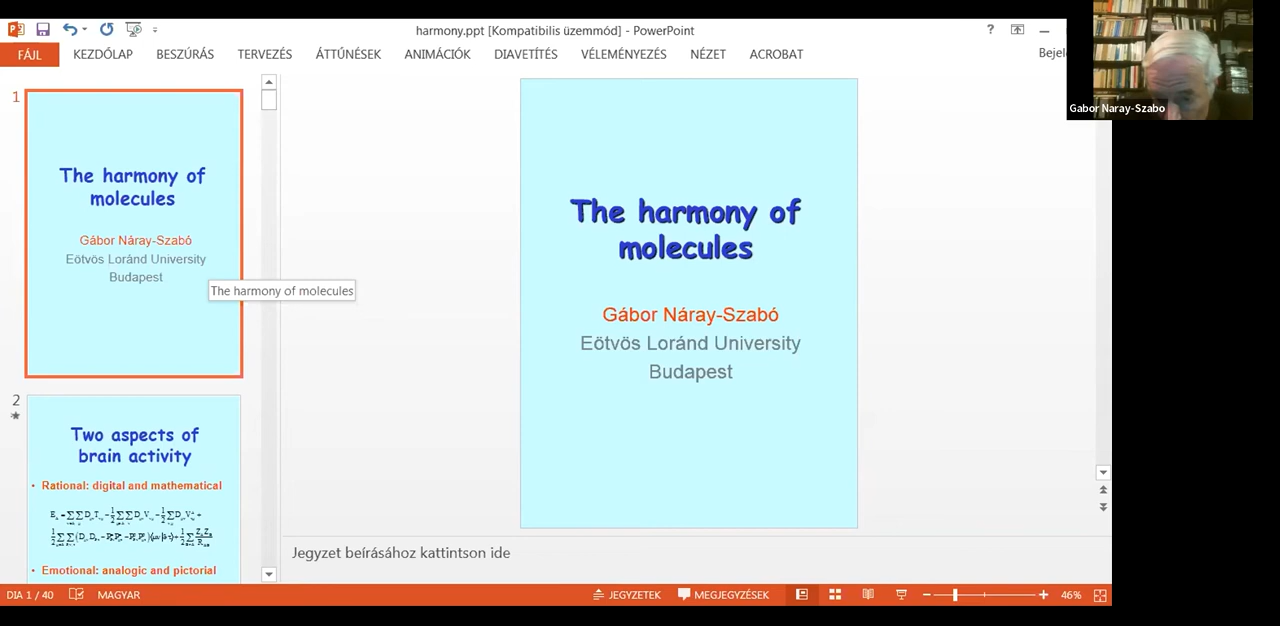 harmony.ppt [Kompatibilis üzemmód] - PowerPoint
?
FÁJL KEZDŐLAP BESZÚRÁS TERVEZÉS ÁTTŰNÉSEK ANIMÁCIÓK DIAVETÍTÉS VÉLEMÉNYEZÉS NÉZET ACROBAT Bejel
Gabor Naray-Szabo
1
The harmony of
molecules
Gábor Náray-Szabó
Eötvös Loránd University
Budapest
The harmony of molecules
2
Two aspects of
brain activity
• Rational: digital and mathematical
• Emotional: analogic and pictorial
The harmony of
molecules
Gábor Náray-Szabó
Eötvös Loránd University
Budapest
Jegyzet beírásához kattintson ide
DIA 1 / 40 MAGYAR JEGYZETEK MEGJEGYZÉSEK 46%